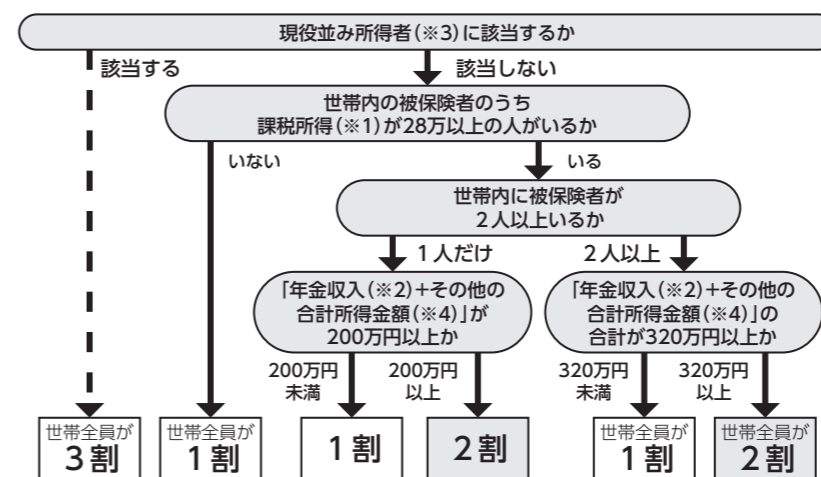 現役並み所得者(※3)に該当するか
該当する
該当しない
世帯内の被保険者のうち
課税所得(※1)が28万以上の人がいるか
いない
いる
世帯内に被保険者が
2人以上いるか
1人だけ
2人以上
「年金収入(※2)+その他の
合計所得金額(※4)」が
200万円以上か
「年金収入(※2)+その他の
合計所得金額(※4)」の
合計が320万円以上か
200万円
未満
200万円
以上
320万円
未満
320万円
以上
世帯全員が
3割
世帯全員が
1割
1割
2割
世帯全員が
1割
世帯全員が
2割